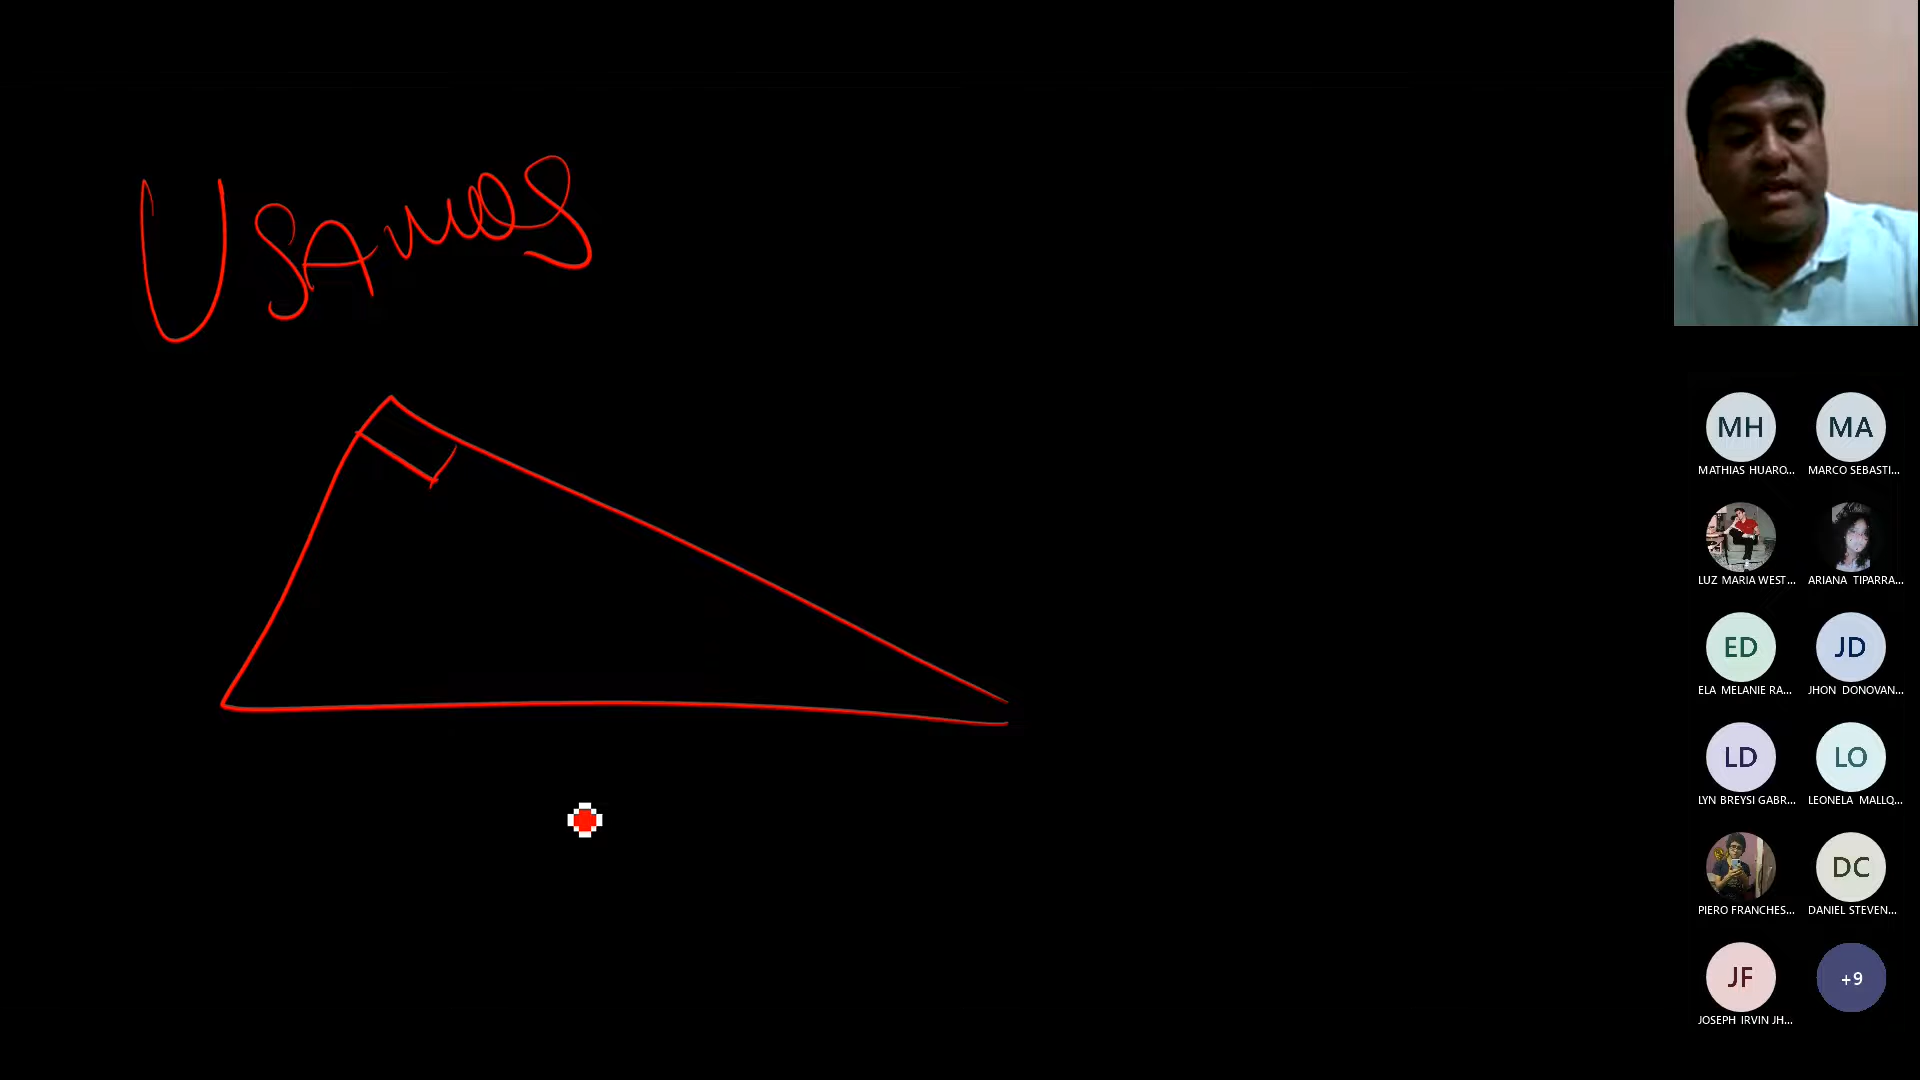 USAMOS
MH
MA
MATHIAS HUARO...
MARCO SEBASTI...
LUZ MARIA WEST...
ARIANA TIPARRA...
ED
JD
ELA MELANIE RA...
JHON DONOVAN...
LD
LO
LYN BREYSI GABR...
LEONELA MALLQ...
DC
PIERO FRANCHES...
DANIEL STEVEN...
JF
+9
JOSEPH IRVIN JH...